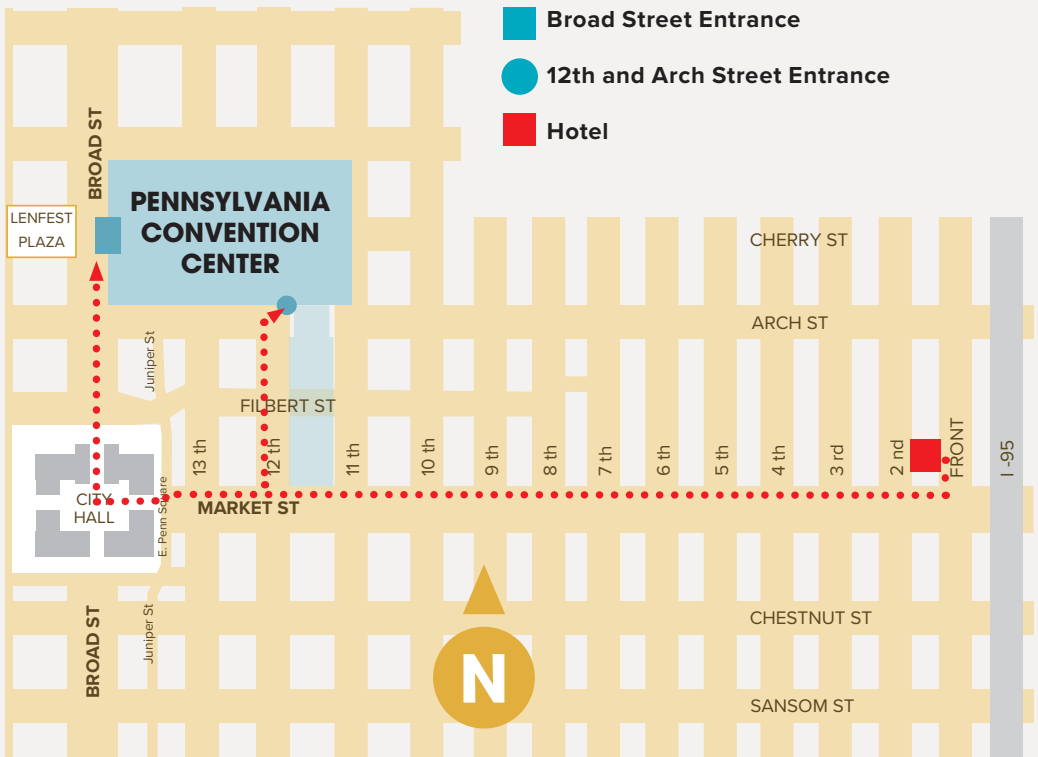 Broad Street Entrance
12th and Arch Street Entrance
Hotel
BROAD ST
PENNSYLVANIA
CONVENTION
CENTER
LENFEST
PLAZA
CHERRY ST
ARCH ST
Juniper St
FILBERT ST
13 th
12 th
11 th
10 th
9 th
8 th
7 th
6 th
5 th
4 th
3 rd
2 nd
FRONT
I -95
CITY
HALL
E. Penn Square
MARKET ST
BROAD ST
Juniper St
CHESTNUT ST
N
SANSOM ST